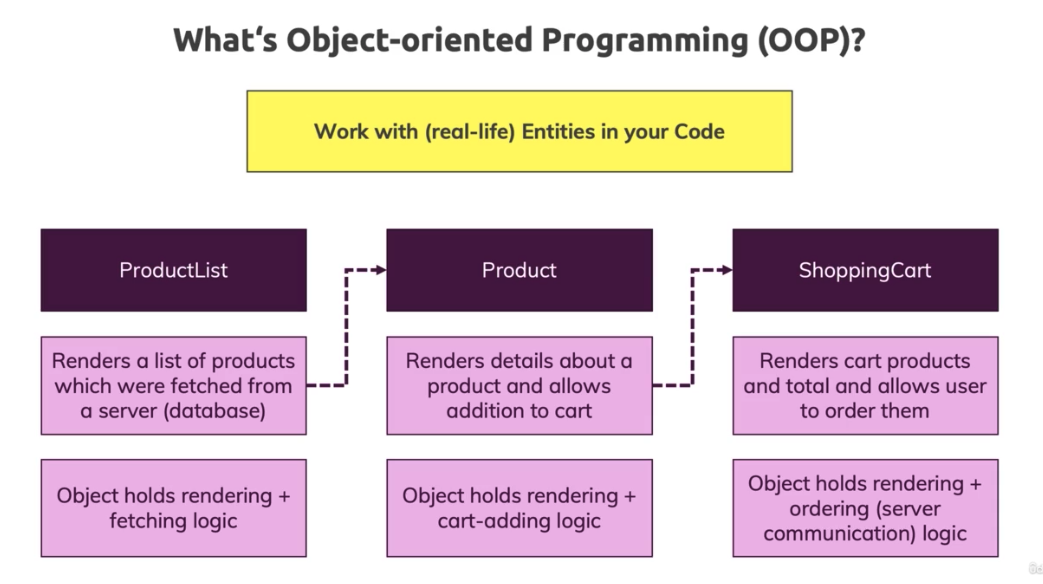 What's Object-oriented Programming (OOP)?
Work with (real-life) Entities in your Code
ProductList
Product
ShoppingCart
Renders a list of products
which were fetched from
a server (database)
Renders details about a
product and allows
addition to cart
Renders cart products
and total and allows user
to order them
Object holds rendering +
fetching logic
Object holds rendering +
cart-adding logic
Object holds rendering +
ordering (server
communication) logic